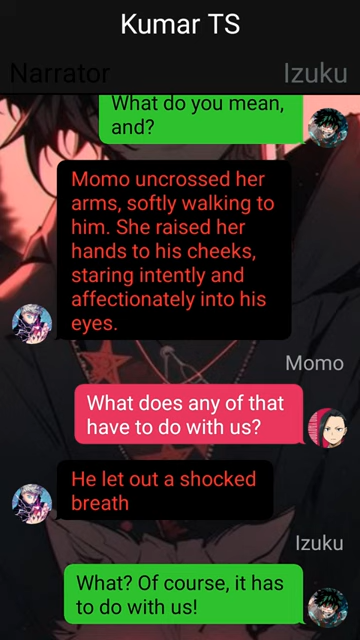 Kumar TS
Narrator
Izuku
What do you mean,
and?
Momo uncrossed her
arms, softly walking to
him. She raised her
hands to his cheeks,
staring intently and
affectionately into his
eyes.
Momo
What does any of that
have to do with us?
He let out a shocked
breath
Izuku
What? Of course, it has
to do with us!